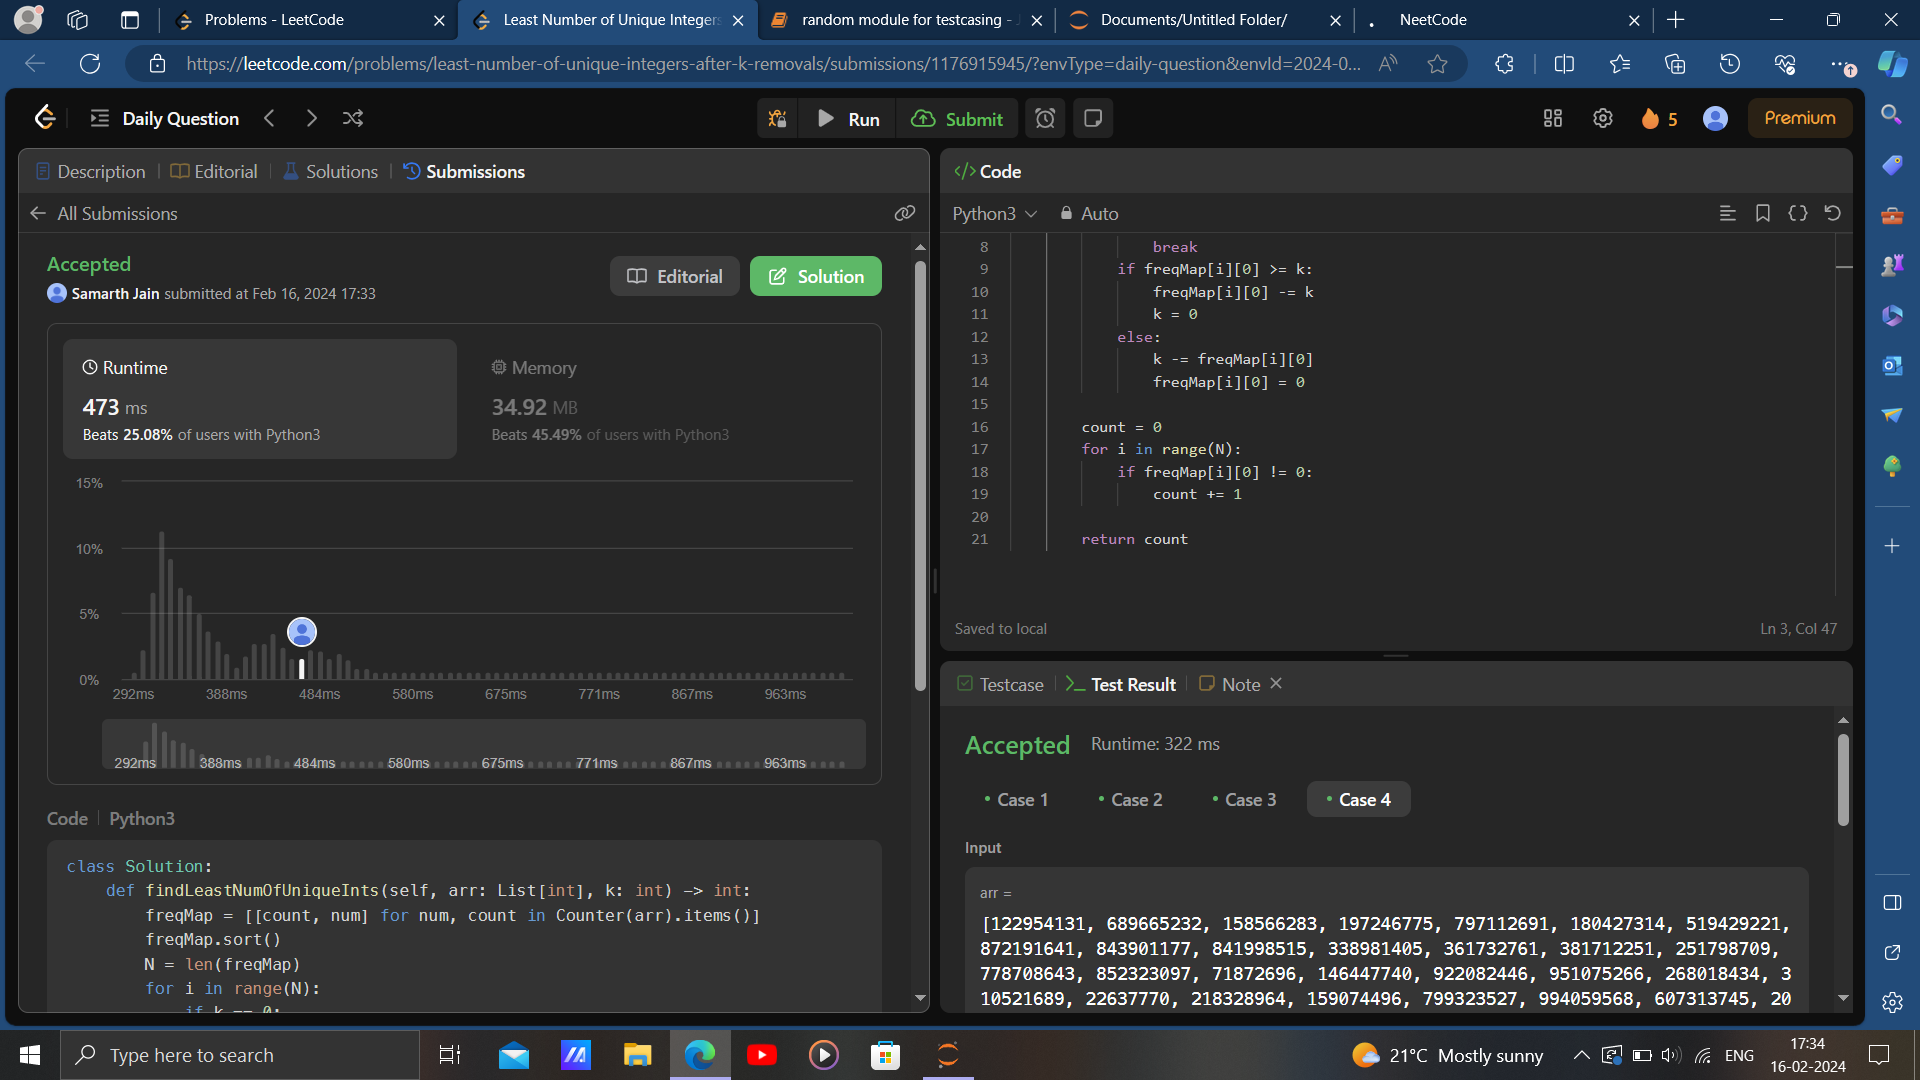 Problems - LeetCode
Least Number of Unique Integers
random module for testcasing -
Documents/Untitled Folder/
NeetCode
https://leetcode.com/problems/least-number-of-unique-integers-after-k-removals/submissions/1176915945/?envType=daily-question&envId=2024-0...
Daily Question
Run
Submit
5
Premium
Description
Editorial
Solutions
Submissions
All Submissions
Accepted
Samarth Jain submitted at Feb 16, 2024 17:33
Editorial
Solution
Runtime
473 ms
Beats 25.08% of users with Python3
Memory
34.92 MB
Beats 45.49% of users with Python3
15%
10%
5%
0%
292ms 388ms 484ms 580ms 675ms 771ms 867ms 963ms
292ms 388ms 484ms 580ms 675ms 771ms 867ms 963ms
Code Python3
class Solution:
def findLeastNumOfUniqueInts(self, arr: List[int], k: int) -> int:
freqMap = [[count, num] for num, count in Counter(arr).items()]
freqMap.sort()
N = len(freqMap)
for i in range(N):
if k == 0:
</> Code
Python3
Auto
8 break
9 if freqMap[i][0] >= k:
10 freqMap[i][0] -= k
11 k = 0
12 else:
13 k -= freqMap[i][0]
14 freqMap[i][0] = 0
15
16 count = 0
17 for i in range(N):
18 if freqMap[i][0] != 0:
19 count += 1
20
21 return count
Saved to local
Ln 3, Col 47
Testcase
Test Result
Note
Accepted Runtime: 322 ms
• Case 1 • Case 2 • Case 3 • Case 4
Input
arr =
[122954131, 689665232, 158566283, 197246775, 797112691, 180427314, 519429221,
872191641, 843901177, 841998515, 338981405, 361732761, 381712251, 251798709,
778708643, 852323097, 71872696, 146447740, 922082446, 951075266, 268018434, 3
10521689, 22637770, 218328964, 159074496, 799323527, 994059568, 607313745, 20
Type here to search
21°C Mostly sunny
ENG
17:34
16-02-2024